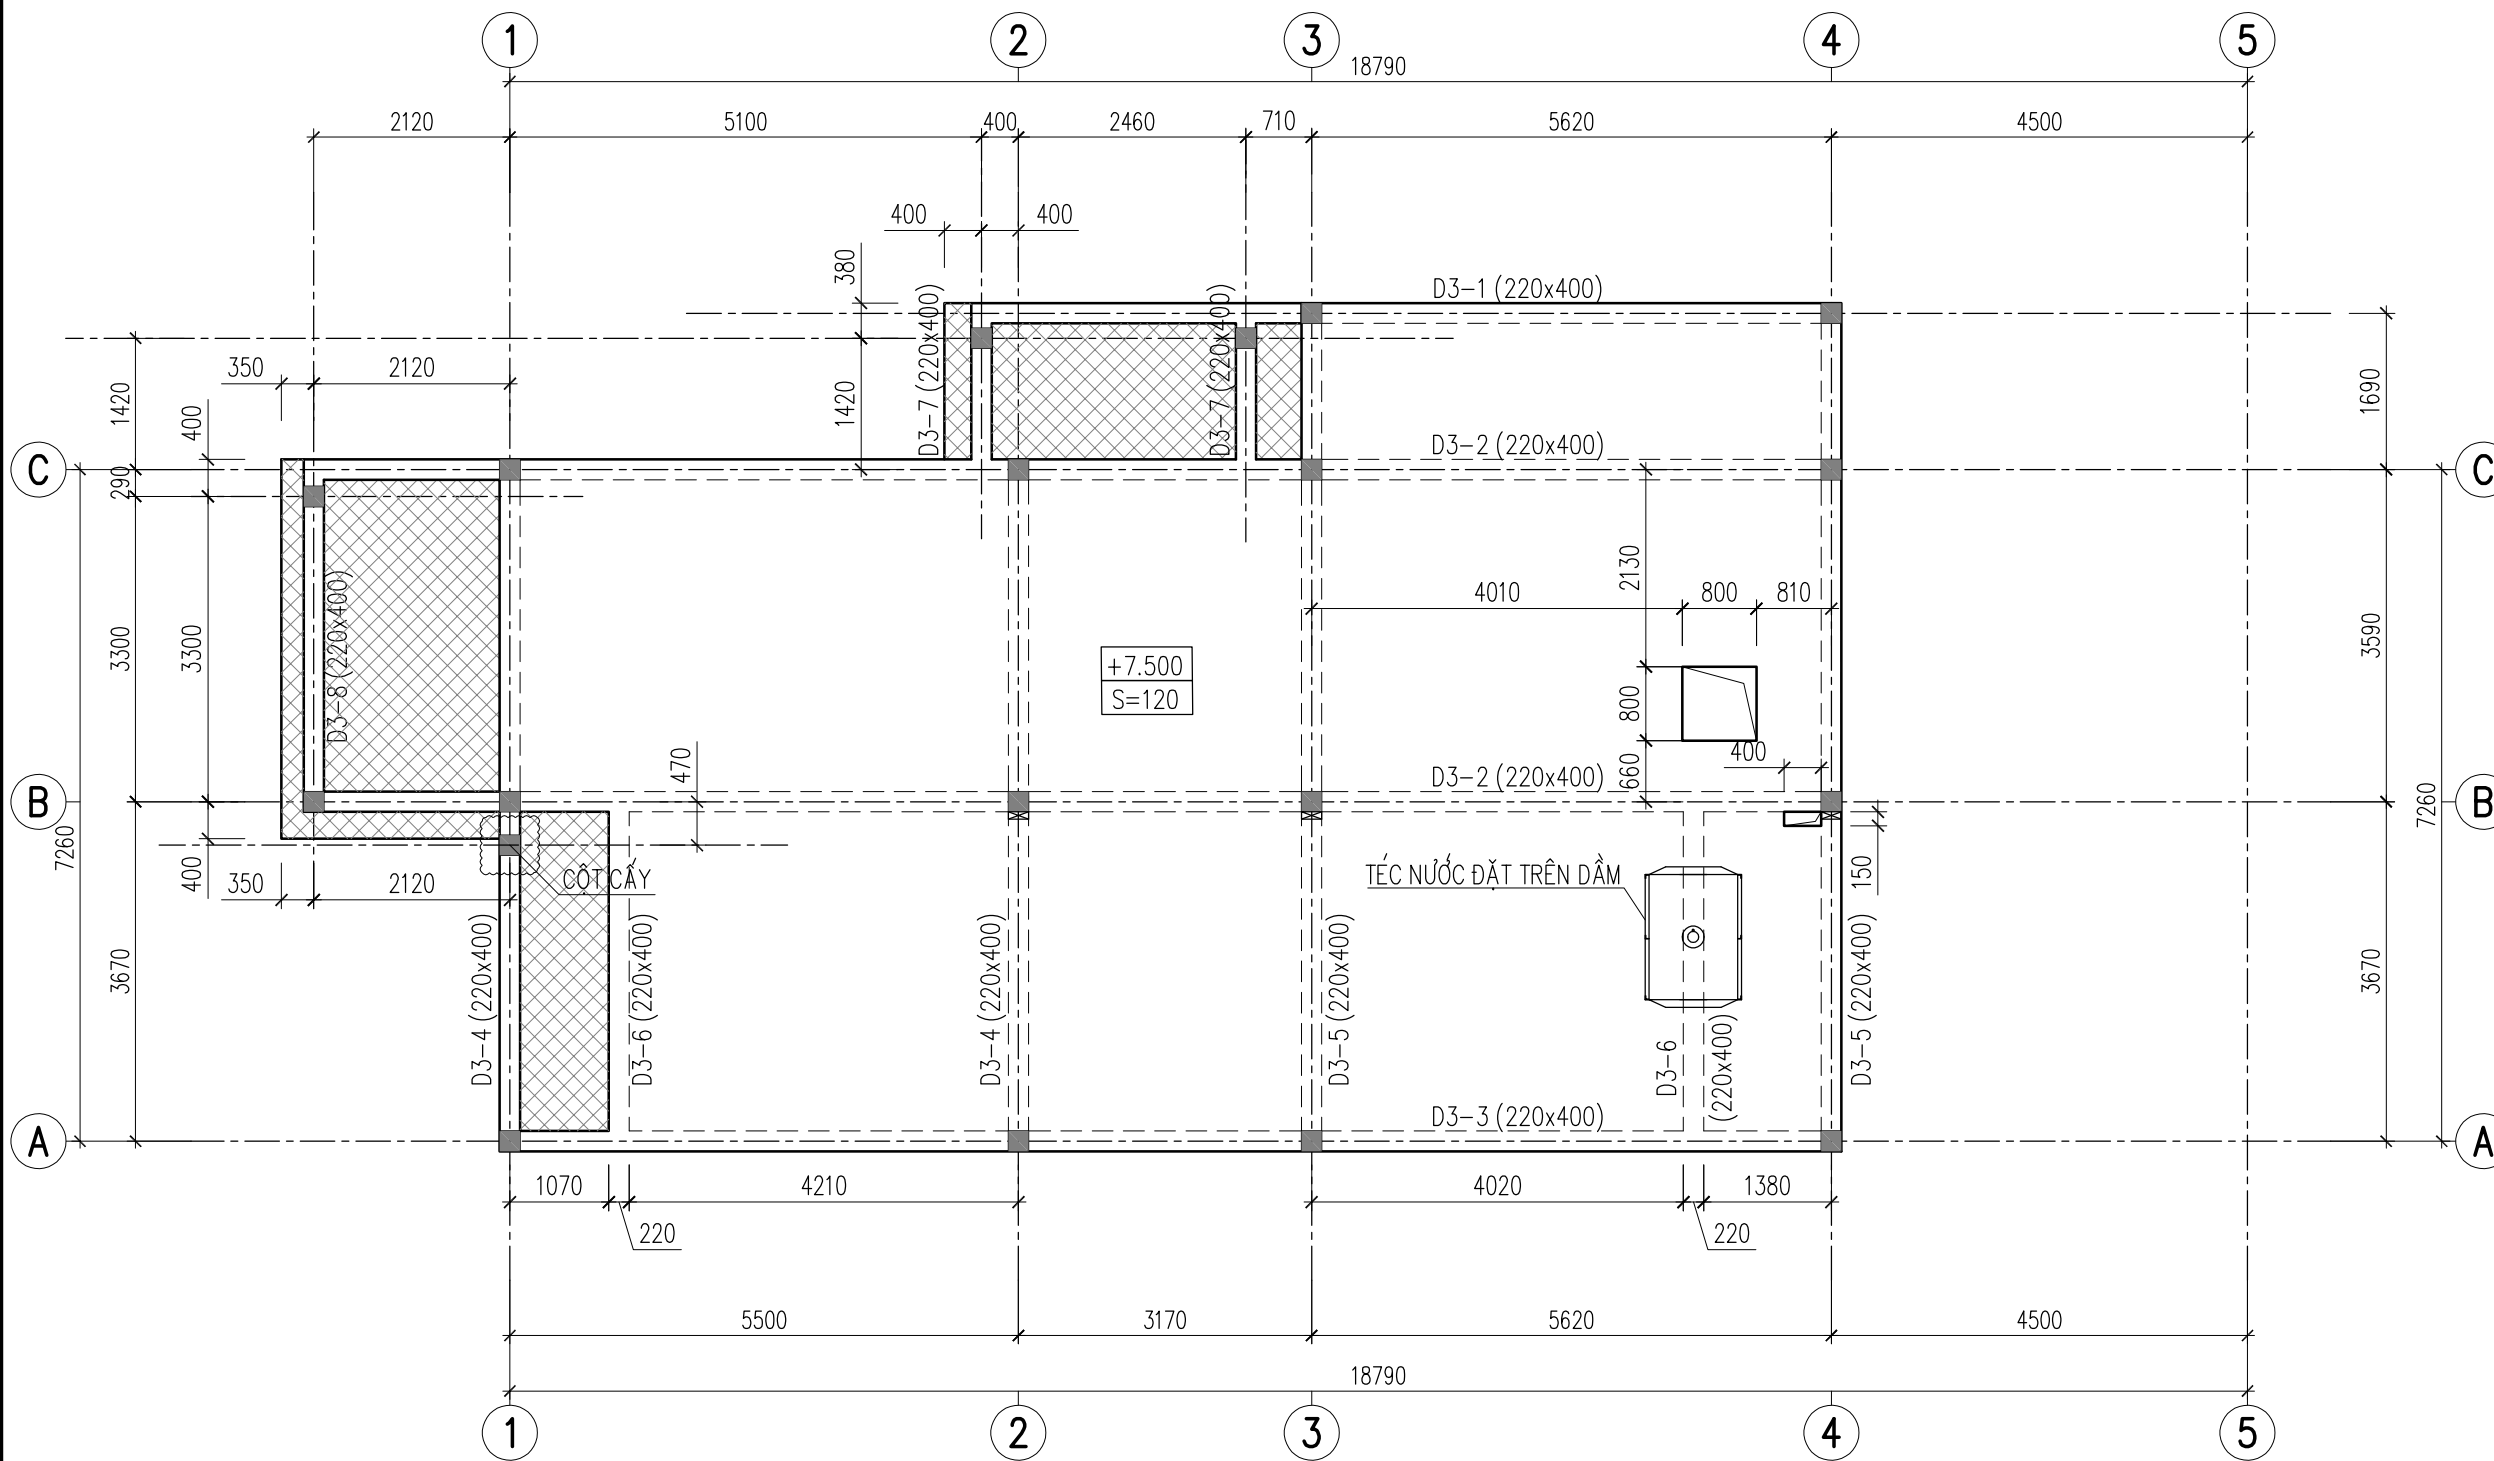 1
2
3
4
5
18790
2120
5100
400
2460
710
5620
4500
400
400
380
D3-1 (220x400)
D3-7 (220x400)
D3-7 (220x400)
350
2120
1420
400
1420
1690
D3-2 (220x400)
C
C
290
2130
4010
800
810
3300
3300
D3-8 (220x400)
+7.500
S=120
800
3590
470
400
660
D3-2 (220x400)
B
B
7260
7260
400
350
2120
CỘT CẤY
TÉC NƯỚC ĐẶT TRÊN DẦM
150
3670
D3-4 (220x400)
D3-6 (220x400)
D3-4 (220x400)
D3-5 (220x400)
D3-6
(220x400)
D3-5 (220x400)
3670
D3-3 (220x400)
A
A
1070
4210
4020
1380
220
220
5500
3170
5620
4500
18790
1
2
3
4
5